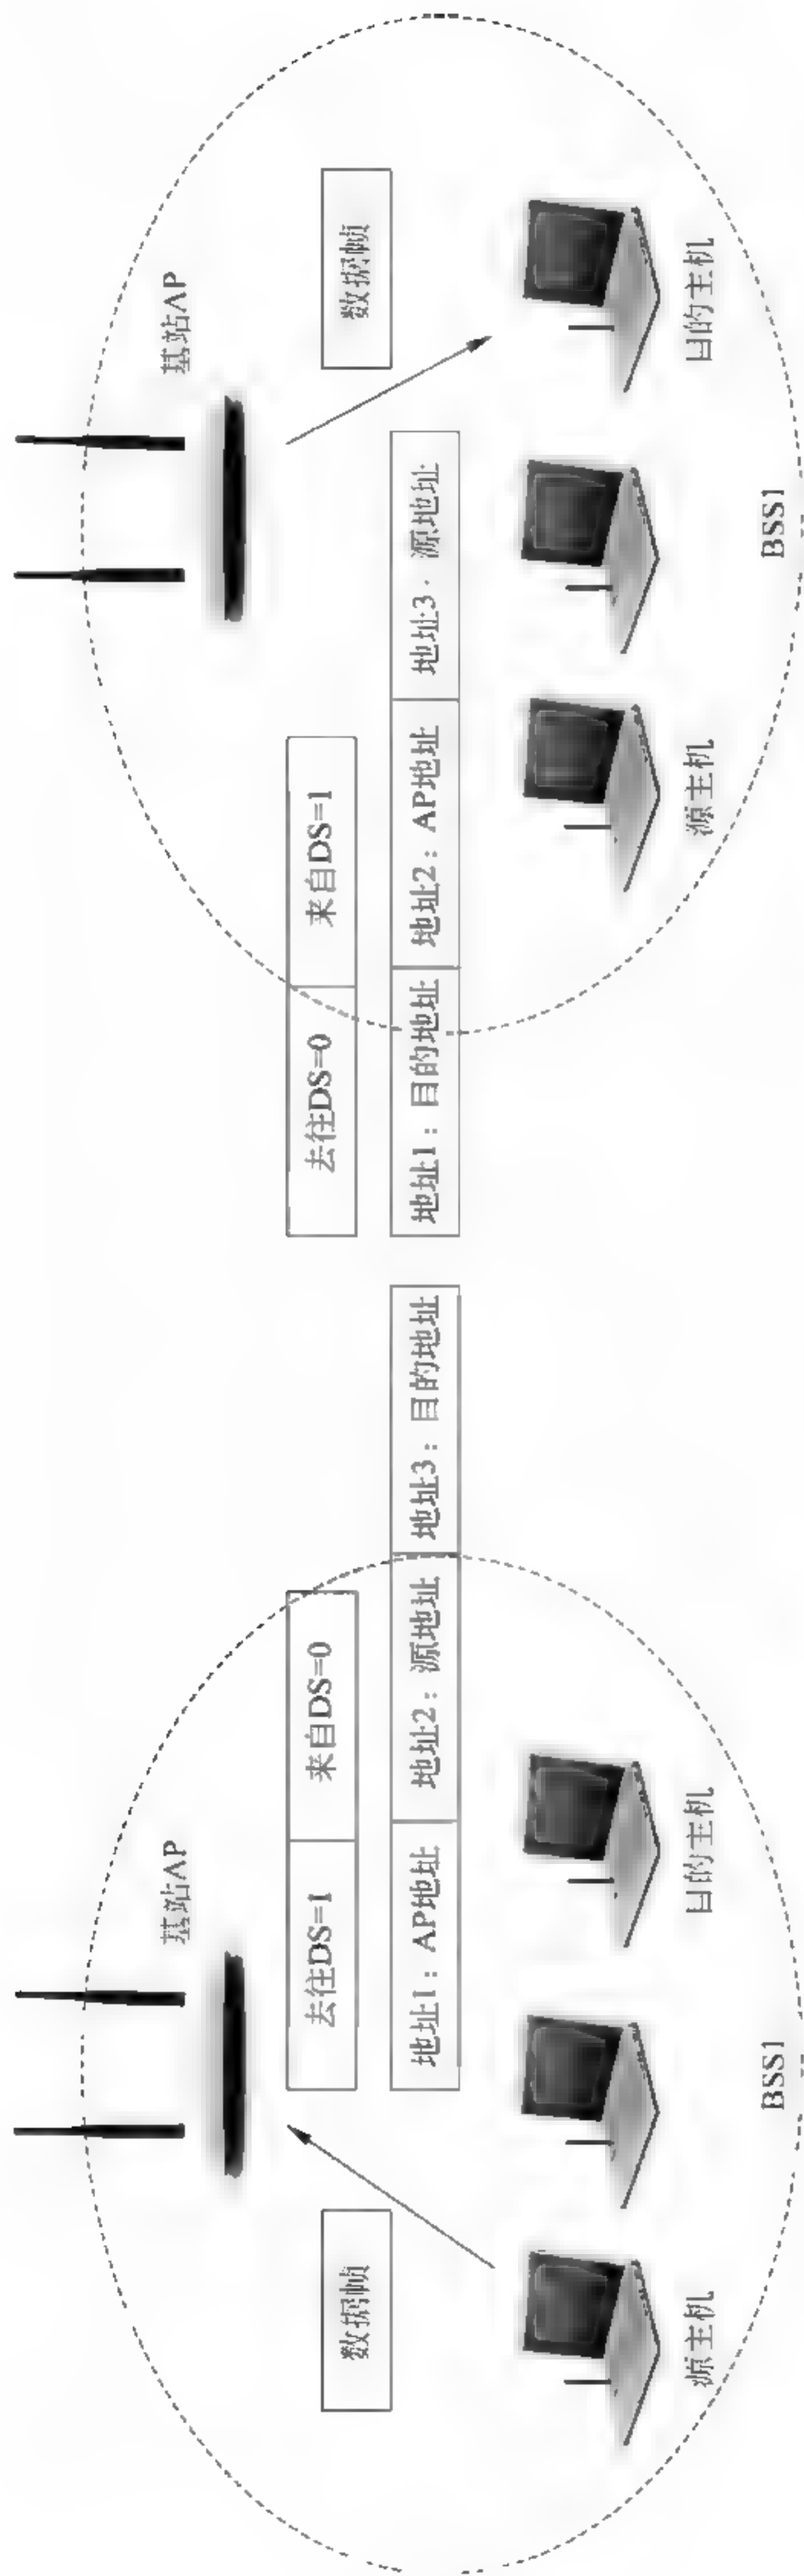 基站AP
数据帧
去往DS=1 来自DS=0
地址1：AP地址 地址2：源地址 地址3：目的地址
源主机 目的主机
BSS1
基站AP
数据帧
去往DS=0 来自DS=1
地址1：目的地址 地址2：AP地址 地址3：源地址
源主机 目的主机
BSS1